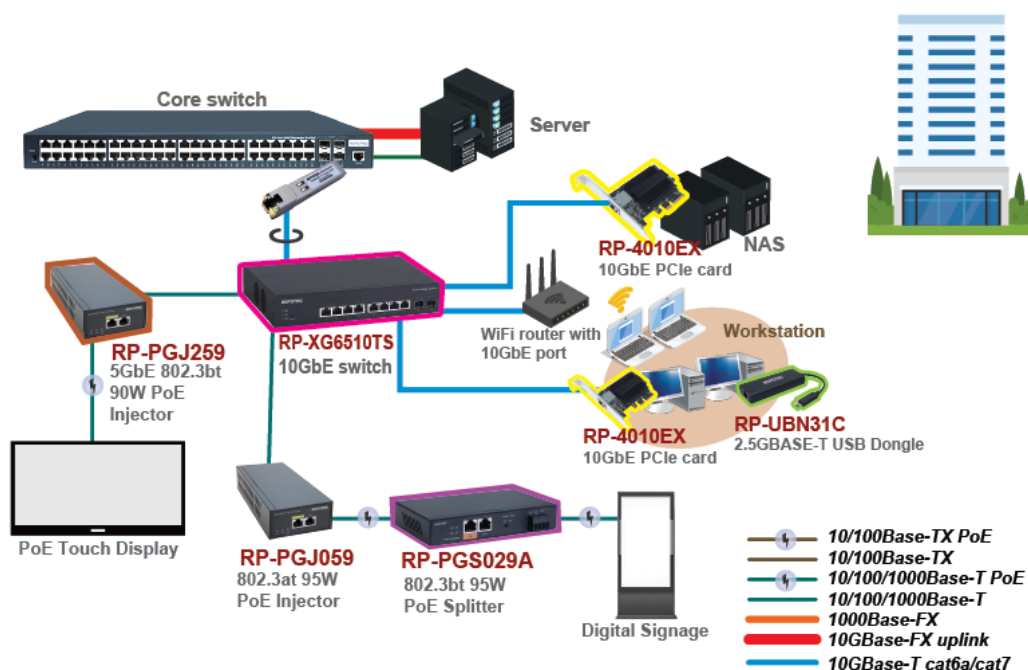 Core switch
Server
RP-4010EX
10GbE PCIe card
NAS
WiFi router with
10GbE port
Workstation
RP-XG6510TS
10GbE switch
RP-PGJ259
5GbE 802.3bt
90W PoE
Injector
RP-4010EX
10GbE PCIe card
RP-UBN31C
2.5GBASE-T USB Dongle
PoE Touch Display
RP-PGJ059
802.3at 95W
PoE Injector
RP-PGS029A
802.3bt 95W
PoE Splitter
Digital Signage
10/100Base-TX PoE
10/100Base-TX
10/100/1000Base-T PoE
10/100/1000Base-T
1000Base-FX
10GBase-FX uplink
10GBase-T cat6a/cat7